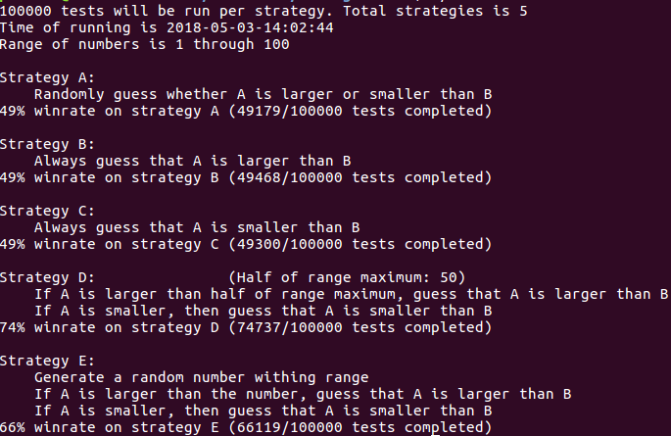 100000 tests will be run per strategy. Total strategies is 5
Time of running is 2018-05-03-14:02:44
Range of numbers is 1 through 100
Strategy A:
Randomly guess whether A is larger or smaller than B
49% winrate on strategy A (49179/100000 tests completed)
Strategy B:
Always guess that A is larger than B
49% winrate on strategy B (49468/100000 tests completed)
Strategy C:
Always guess that A is smaller than B
49% winrate on strategy C (49300/100000 tests completed)
Strategy D: (Half of range maximum: 50)
If A is larger than half of range maximum, guess that A is larger than B
If A is smaller, then guess that A is smaller than B
74% winrate on strategy D (74737/100000 tests completed)
Strategy E:
Generate a random number withing range
If A is larger than the number, guess that A is larger than B
If A is smaller, then guess that A is smaller than B
66% winrate on strategy E (66119/100000 tests completed)